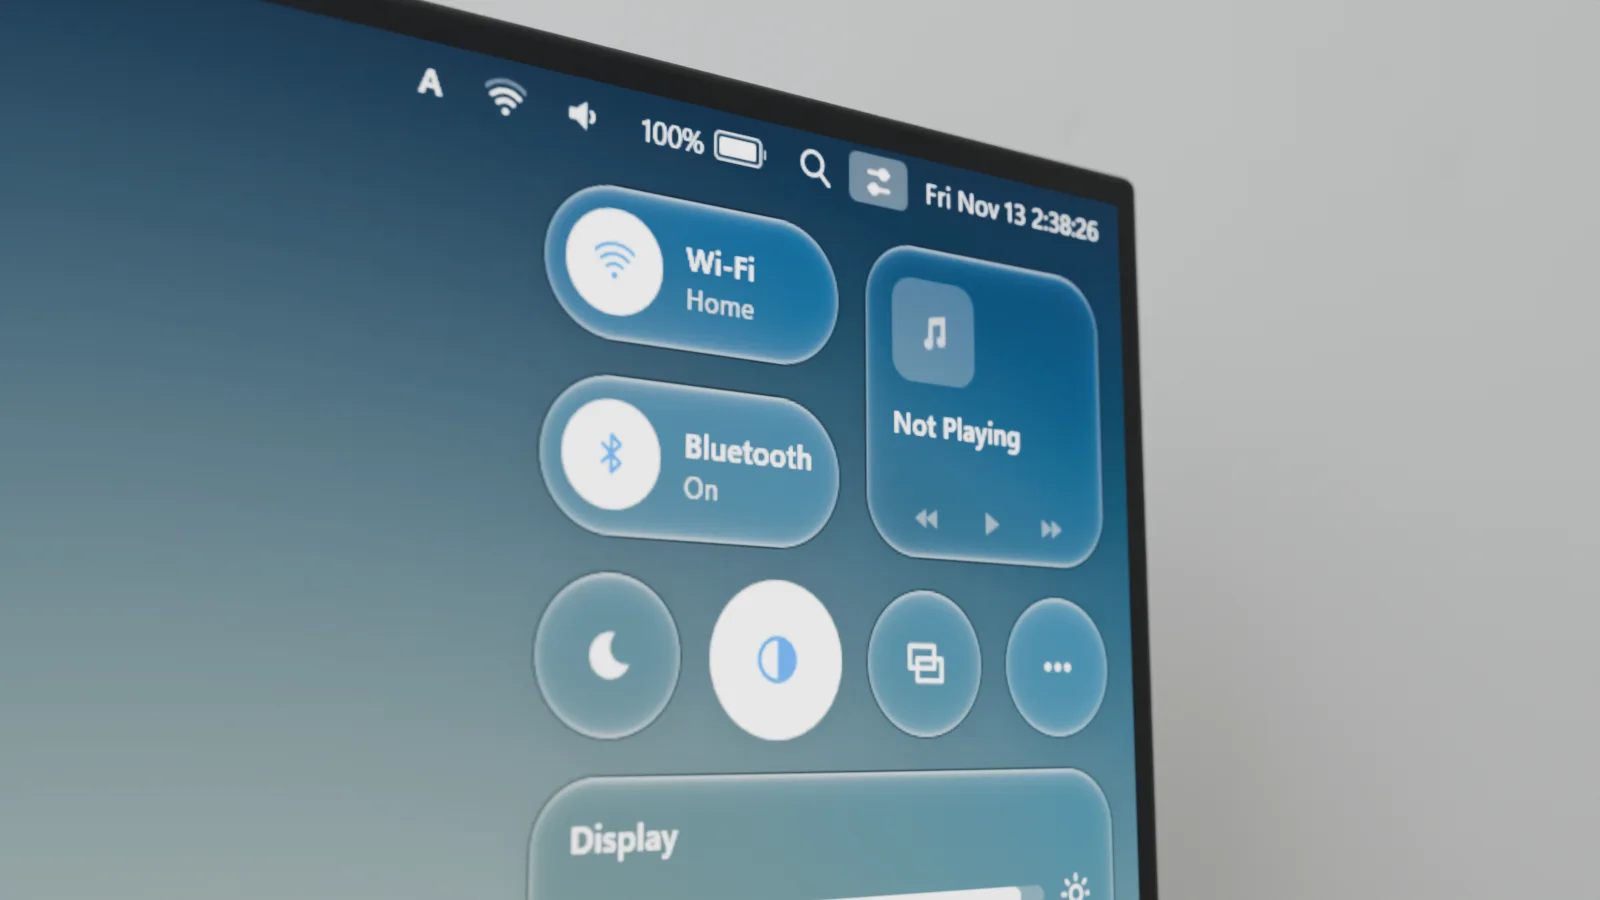 A
100%
Fri Nov 13 2:38:26
Wi-Fi
Home
Not Playing
Bluetooth
On
Display